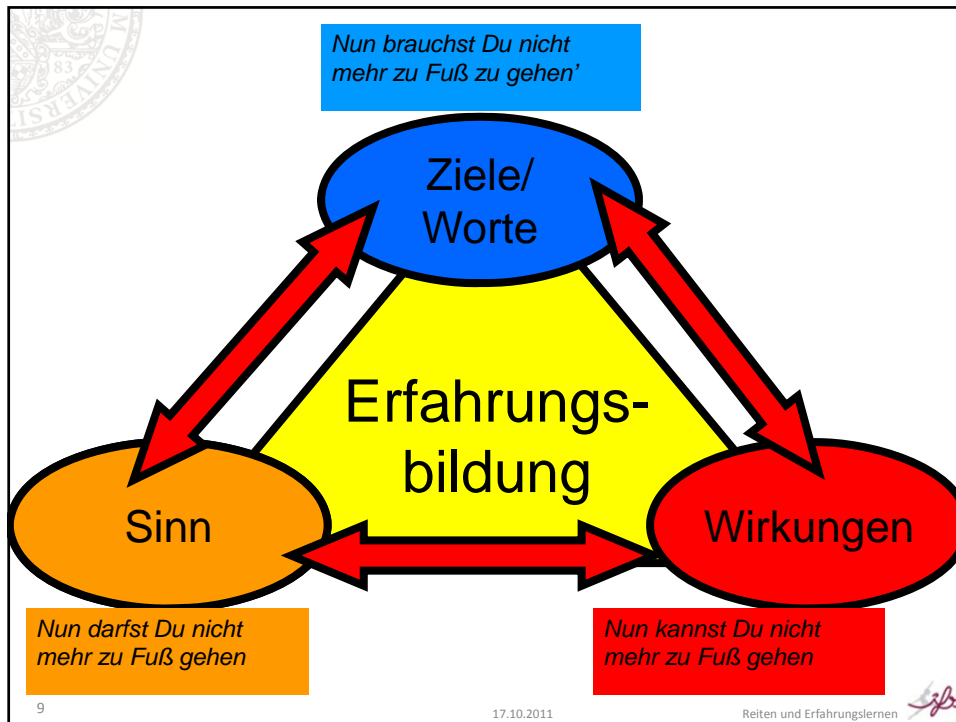 M UNIVERSIT
83
Nun brauchst Du nicht
mehr zu Fuß zu gehen’
Ziele/
Worte
Erfahrungs-
bildung
Sinn
Wirkungen
Nun darfst Du nicht
mehr zu Fuß gehen
Nun kannst Du nicht
mehr zu Fuß gehen
9
17.10.2011
Reiten und Erfahrungslernen